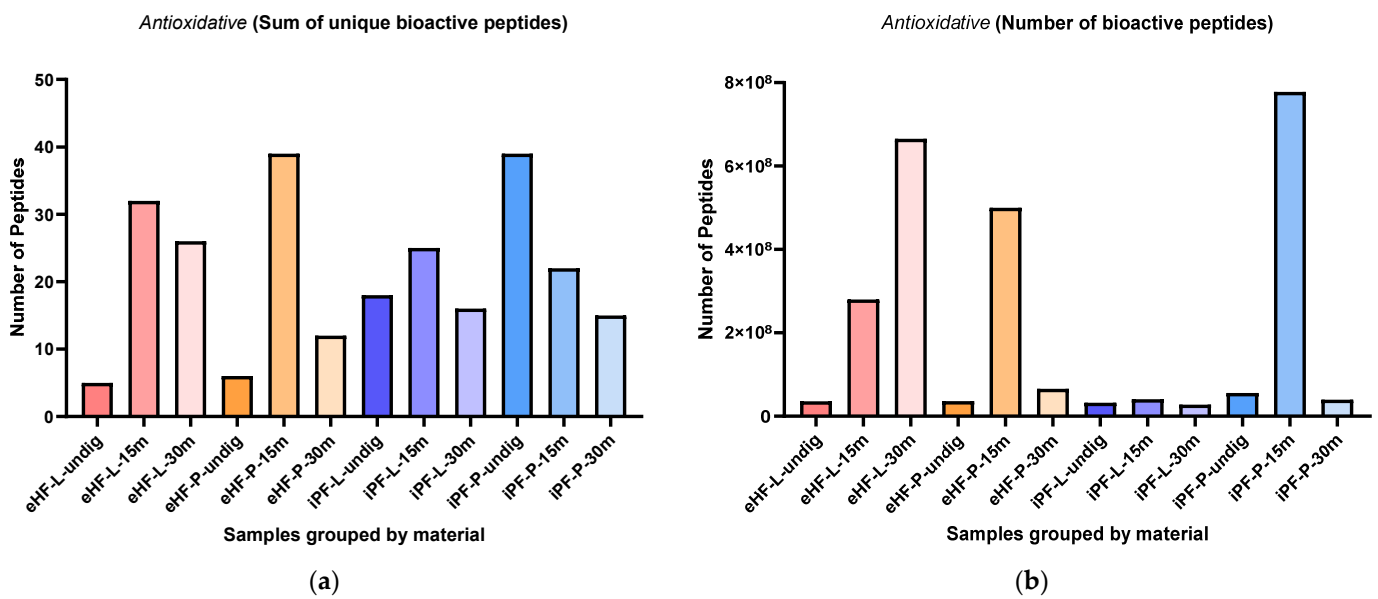 Antioxidative (Sum of unique bioactive peptides)
Number of Peptides
50
40
30
20
10
0
eHF-L-undig
eHF-L-15m
eHF-L-30m
eHF-P-undig
eHF-P-15m
eHF-P-30m
iPF-L-undig
iPF-L-15m
iPF-L-30m
iPF-P-undig
iPF-P-15m
iPF-P-30m
Samples grouped by material
(a)
Antioxidative (Number of bioactive peptides)
Number of Peptides
8×10⁸
6×10⁸
4×10⁸
2×10⁸
0
eHF-L-undig
eHF-L-15m
eHF-L-30m
eHF-P-undig
eHF-P-15m
eHF-P-30m
iPF-L-undig
iPF-L-15m
iPF-L-30m
iPF-P-undig
iPF-P-15m
iPF-P-30m
Samples grouped by material
(b)